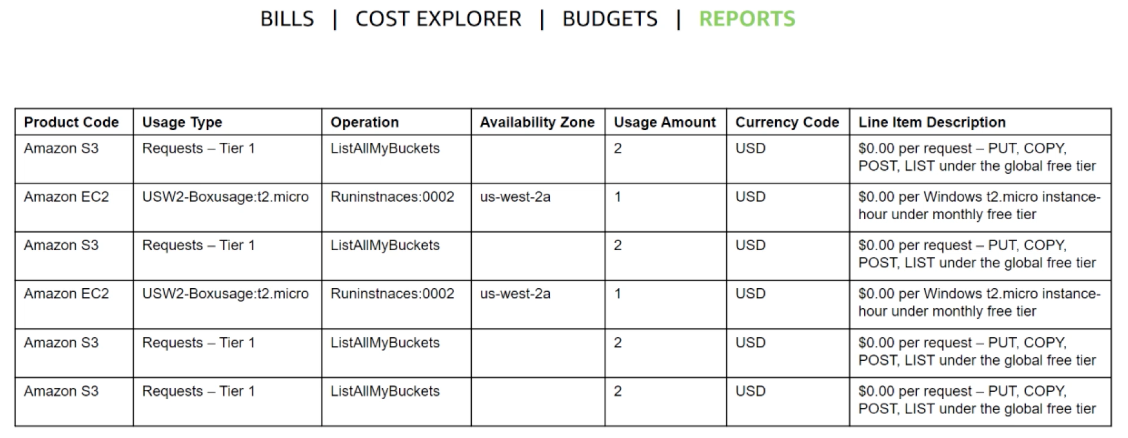 BILLS | COST EXPLORER | BUDGETS | REPORTS
Product Code Usage Type Operation Availability Zone Usage Amount Currency Code Line Item Description
Amazon S3 Requests – Tier 1 ListAllMyBuckets 2 USD $0.00 per request – PUT, COPY,
POST, LIST under the global free tier
Amazon EC2 USW2-Boxusage:t2.micro Runinstnaces:0002 us-west-2a 1 USD $0.00 per Windows t2.micro instance-
hour under monthly free tier
Amazon S3 Requests – Tier 1 ListAllMyBuckets 2 USD $0.00 per request – PUT, COPY,
POST, LIST under the global free tier
Amazon EC2 USW2-Boxusage:t2.micro Runinstnaces:0002 us-west-2a 1 USD $0.00 per Windows t2.micro instance-
hour under monthly free tier
Amazon S3 Requests – Tier 1 ListAllMyBuckets 2 USD $0.00 per request – PUT, COPY,
POST, LIST under the global free tier
Amazon S3 Requests – Tier 1 ListAllMyBuckets 2 USD $0.00 per request – PUT, COPY,
POST, LIST under the global free tier